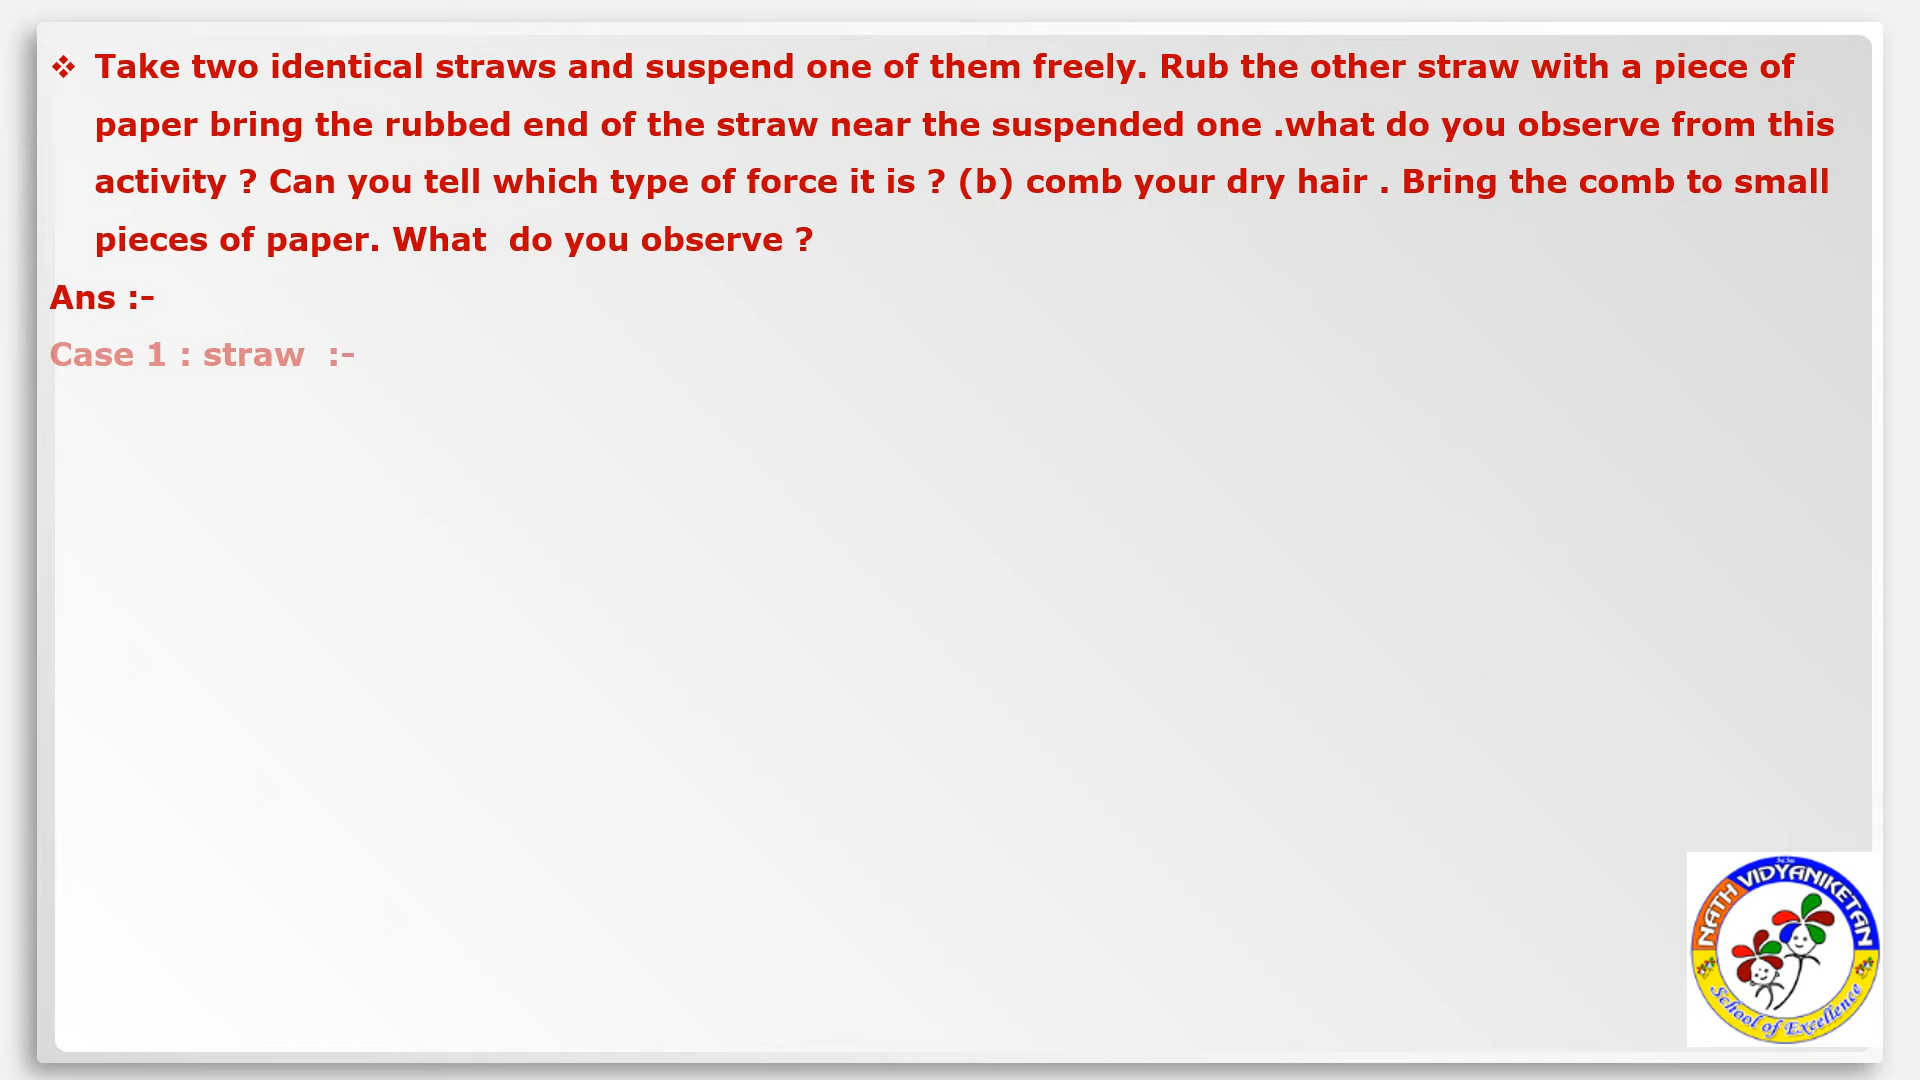 ❖ Take two identical straws and suspend one of them freely. Rub the other straw with a piece of
paper bring the rubbed end of the straw near the suspended one .what do you observe from this
activity ? Can you tell which type of force it is ? (b) comb your dry hair . Bring the comb to small
pieces of paper. What  do you observe ?
Ans :-
Case 1 : straw  :-
NATH VIDYANIKETAN
School of Excellence